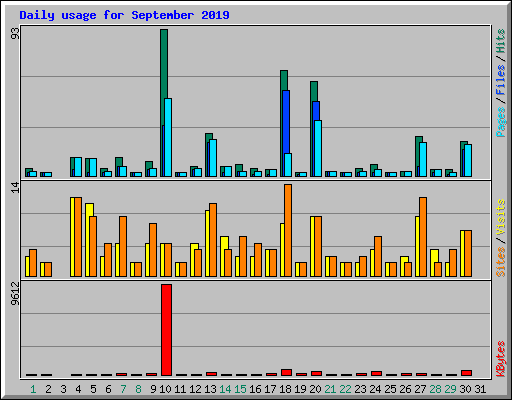 Daily usage for September 2019
93
Pages / Files / Hits
14
Sites / Visits
9612
KBytes
1 2 3 4 5 6 7 8 9 10 11 12 13 14 15 16 17 18 19 20 21 22 23 24 25 26 27 28 29 30 31